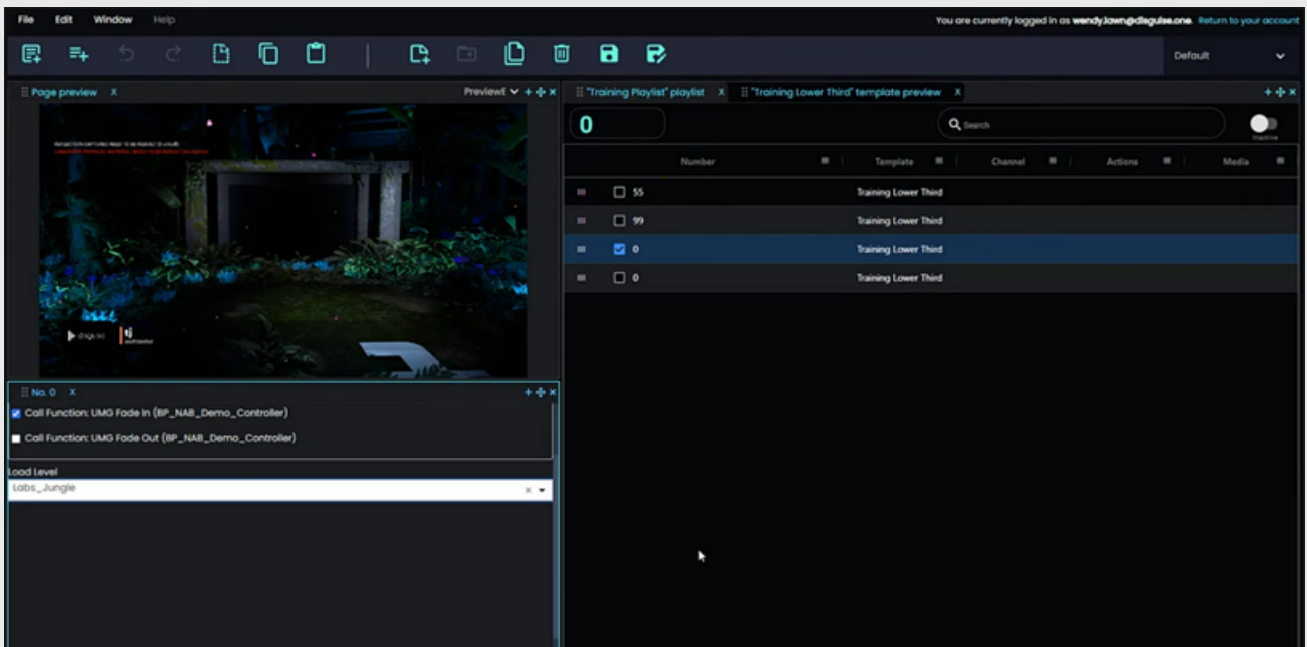 File Edit Window Help
You are currently logged in as wendy.lawn@disguise.one. Return to your account
Default
Page preview X
PreviewE
"Training Playlist" playlist X
"Training Lower Third" template preview X
0
Search
Inactive
Number Template Channel Actions Media
55 Training Lower Third
99 Training Lower Third
0 Training Lower Third
0 Training Lower Third
disguise
tj
No. 0 X
Call Function: UMG Fade In (BP_NAB_Demo_Controller)
Call Function: UMG Fade Out (BP_NAB_Demo_Controller)
Load Level
Labs_Jungle